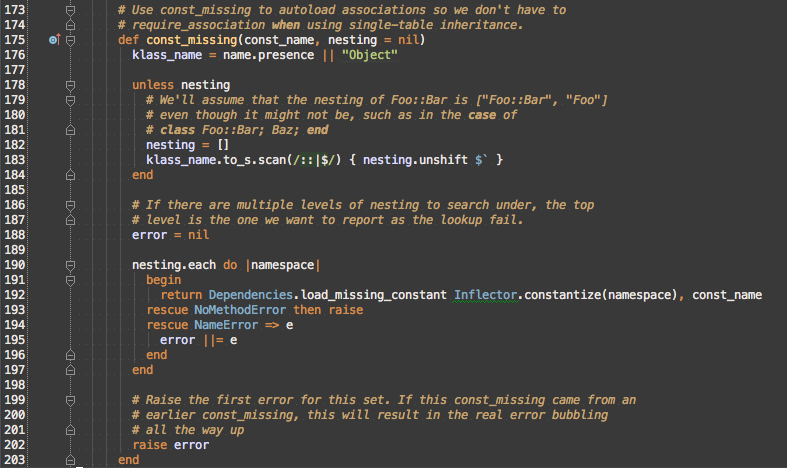 173 # Use const_missing to autoload associations so we don't have to
174 # require_association when using single-table inheritance.
175 def const_missing(const_name, nesting = nil)
176 klass_name = name.presence || "Object"
177
178 unless nesting
179 # We'll assume that the nesting of Foo::Bar is ["Foo::Bar", "Foo"]
180 # even though it might not be, such as in the case of
181 # class Foo::Bar; Baz; end
182 nesting = []
183 klass_name.to_s.scan(/::|$/) { nesting.unshift $` }
184 end
185
186 # If there are multiple levels of nesting to search under, the top
187 # level is the one we want to report as the lookup fail.
188 error = nil
189
190 nesting.each do |namespace|
191 begin
192 return Dependencies.load_missing_constant Inflector.constantize(namespace), const_name
193 rescue NoMethodError then raise
194 rescue NameError => e
195 error ||= e
196 end
197 end
198
199 # Raise the first error for this set. If this const_missing came from an
200 # earlier const_missing, this will result in the real error bubbling
201 # all the way up
202 raise error
203 end